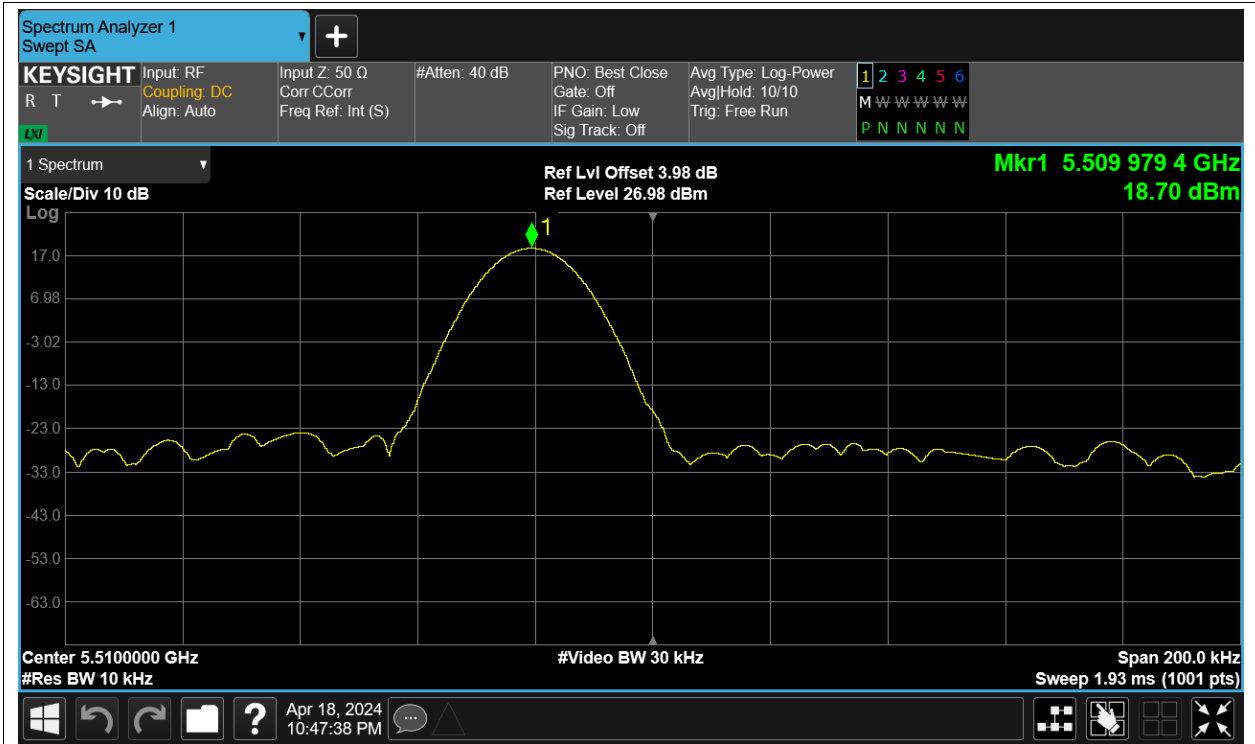 Spectrum Analyzer 1
Swept SA
KEYSIGHT
R T
LXI
Input: RF
Coupling: DC
Align: Auto
Input Z: 50 Ω
Corr CCorr
Freq Ref: Int (S)
#Atten: 40 dB
PNO: Best Close
Gate: Off
IF Gain: Low
Sig Track: Off
Avg Type: Log-Power
Avg|Hold: 10/10
Trig: Free Run
1 2 3 4 5 6
M W W W W W
P N N N N N
1 Spectrum
Scale/Div 10 dB
Log
Ref Lvl Offset 3.98 dB
Ref Level 26.98 dBm
Mkr1 5.509 979 4 GHz
18.70 dBm
1
17.0
6.98
-3.02
-13.0
-23.0
-33.0
-43.0
-53.0
-63.0
Center 5.5100000 GHz
#Res BW 10 kHz
#Video BW 30 kHz
Span 200.0 kHz
Sweep 1.93 ms (1001 pts)
?
Apr 18, 2024
10:47:38 PM